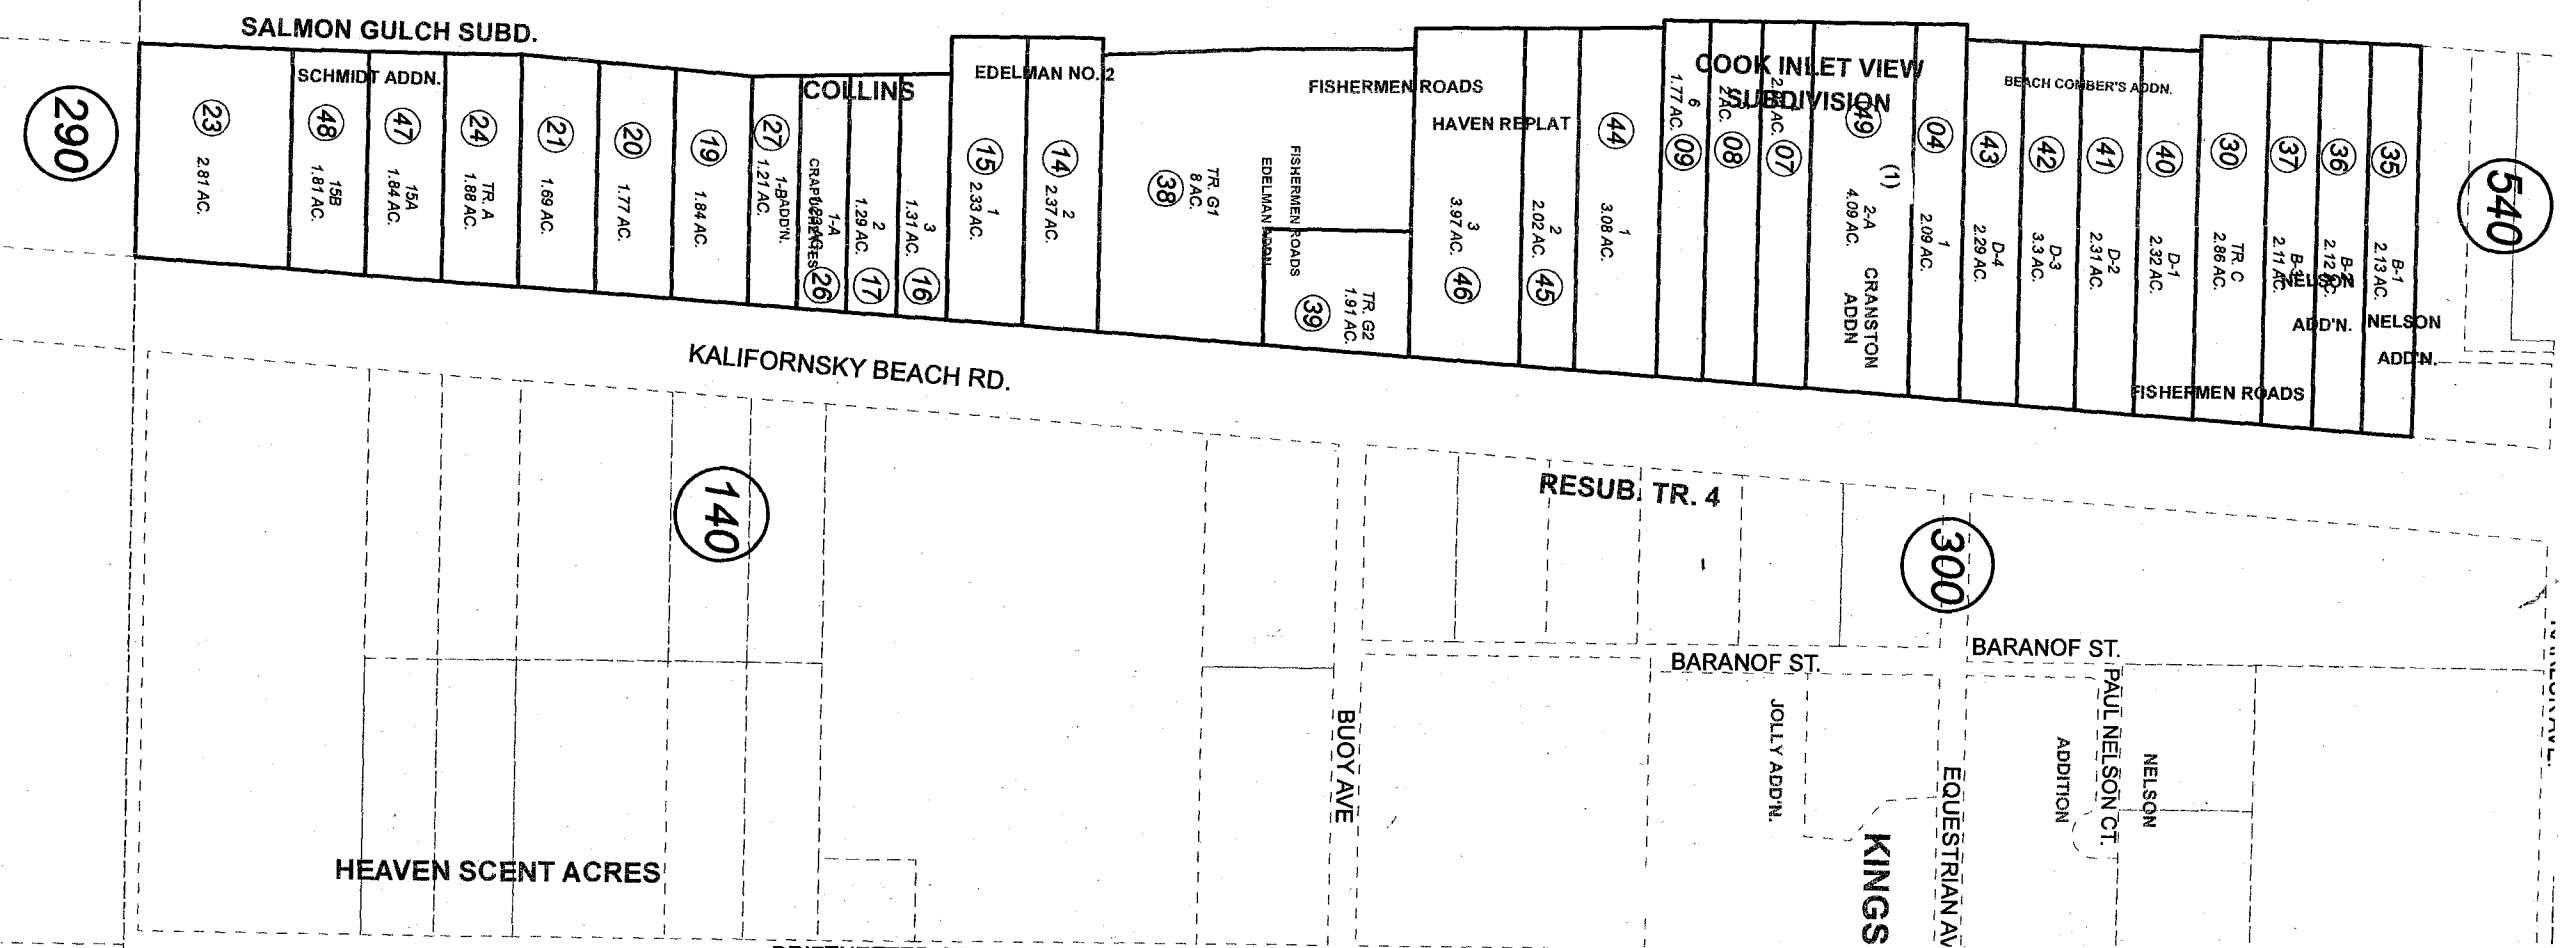 SALMON GULCH SUBD.
290
SCHMIDT ADDN.
23
2.81 AC.
48
15B
1.81 AC.
47
15A
1.84 AC.
24
TR. A
1.88 AC.
21
1.69 AC.
20
1.77 AC.
19
1.84 AC.
27
1-B ADD'N.
1.21 AC.
COLLINS
1-A
26
2
1.29 AC.
17
3
1.31 AC.
16
EDELMAN NO. 2
15
1
2.33 AC.
14
2
2.37 AC.
FISHERMEN ROADS
TR. G1
8 AC.
38
FISHERMEN ROADS
EDELMAN ADDN.
TR. G2
1.91 AC.
39
HAVEN REPLAT
3
3.97 AC.
46
2
2.02 AC.
45
44
1
3.08 AC.
COOK INLET VIEW
SUBDIVISION
6
1.77 AC.
09
2 AC.
08
07
49
(1)
2-A
4.09 AC.
CRANSTON
ADDN
04
1
2.09 AC.
BEACH COMBER'S ADDN.
43
D-4
2.29 AC.
42
D-3
3.3 AC.
41
D-2
2.31 AC.
40
D-1
2.32 AC.
30
TR. C
2.86 AC.
37
B-3
2.11 AC.
36
B-2
2.12 AC.
35
B-1
2.13 AC.
NELSON
ADD'N.
NELSON
ADD'N.
FISHERMEN ROADS
540
KALIFORNSKY BEACH RD.
140
RESUB. TR. 4
300
BARANOF ST.
BARANOF ST.
PAUL NELSON CT.
NELSON
ADDITION
JOLLY ADD'N.
BUOY AVE
EQUESTRIAN AV
KINGS
HEAVEN SCENT ACRES